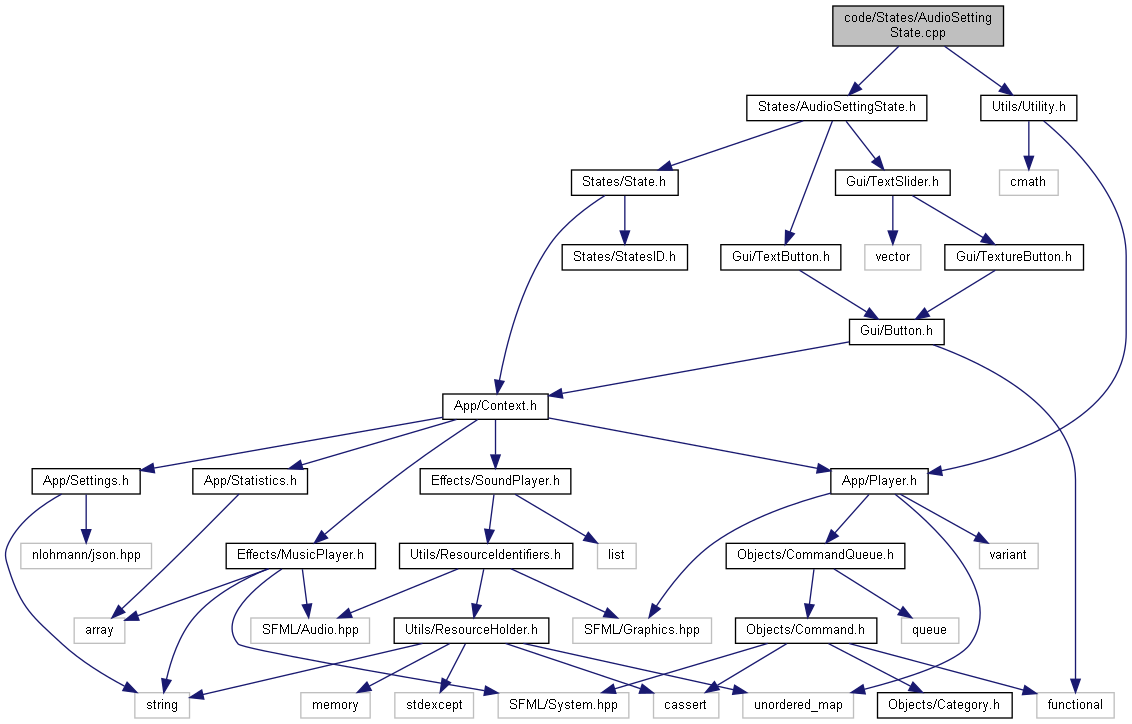 code/States/AudioSetting
State.cpp
States/AudioSettingState.h
Utils/Utility.h
States/State.h
Gui/TextSlider.h
cmath
States/StatesID.h
Gui/TextButton.h
vector
Gui/TextureButton.h
Gui/Button.h
App/Context.h
App/Settings.h
App/Statistics.h
Effects/SoundPlayer.h
App/Player.h
nlohmann/json.hpp
Effects/MusicPlayer.h
Utils/ResourceIdentifiers.h
list
Objects/CommandQueue.h
variant
array
SFML/Audio.hpp
Utils/ResourceHolder.h
SFML/Graphics.hpp
Objects/Command.h
queue
string
memory
stdexcept
SFML/System.hpp
cassert
unordered_map
Objects/Category.h
functional